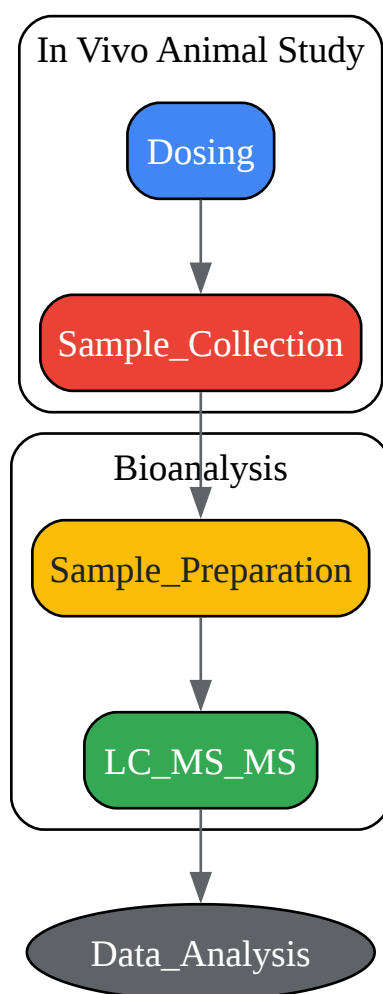 In Vivo Animal Study
Dosing
Sample_Collection
Bioanalysis
Sample_Preparation
LC_MS_MS
Data_Analysis